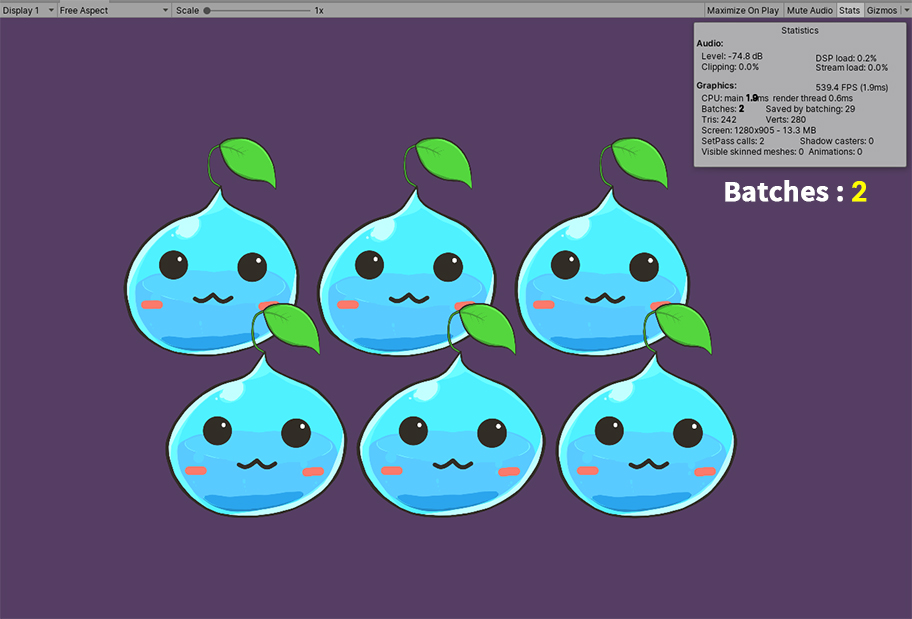 Display 1 Free Aspect Scale 1x Maximize On Play Mute Audio Stats Gizmos
Statistics
Audio:
Level: -74.8 dB DSP load: 0.2%
Clipping: 0.0% Stream load: 0.0%
Graphics: 539.4 FPS (1.9ms)
CPU: main 1.9ms render thread 0.6ms
Batches: 2 Saved by batching: 29
Tris: 242 Verts: 280
Screen: 1280x905 - 13.3 MB
SetPass calls: 2 Shadow casters: 0
Visible skinned meshes: 0 Animations: 0
Batches : 2